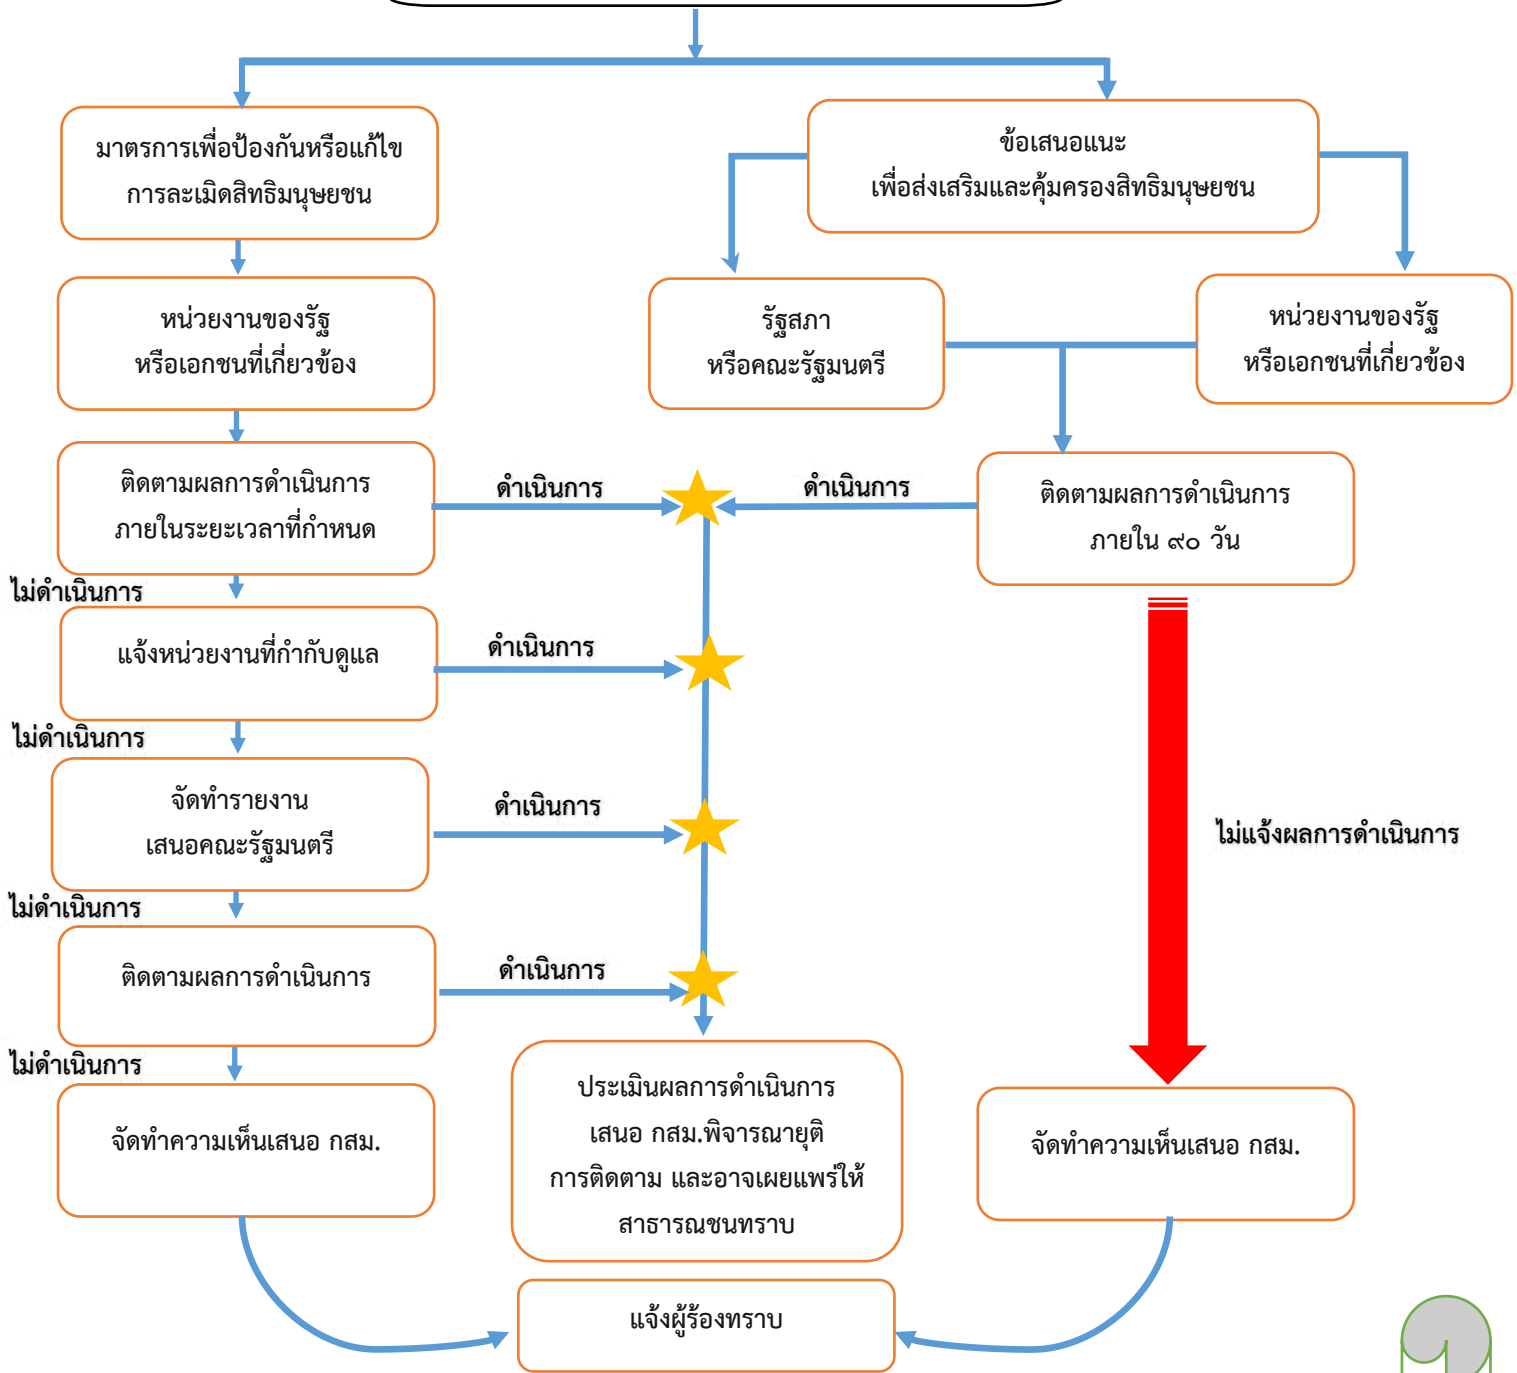 มาตรการเพื่อป้องกันหรือแก้ไข
การละเมิดสิทธิมนุษยชน
ข้อเสนอแนะ
เพื่อส่งเสริมและคุ้มครองสิทธิมนุษยชน
หน่วยงานของรัฐ
หรือเอกชนที่เกี่ยวข้อง
รัฐสภา
หรือคณะรัฐมนตรี
หน่วยงานของรัฐ
หรือเอกชนที่เกี่ยวข้อง
ติดตามผลการดำเนินการ
ภายในระยะเวลาที่กำหนด
ดำเนินการ
ดำเนินการ
ติดตามผลการดำเนินการ
ภายใน ๙๐ วัน
ไม่ดำเนินการ
แจ้งหน่วยงานที่กำกับดูแล
ดำเนินการ
ไม่ดำเนินการ
จัดทำรายงาน
เสนอคณะรัฐมนตรี
ดำเนินการ
ไม่แจ้งผลการดำเนินการ
ไม่ดำเนินการ
ติดตามผลการดำเนินการ
ดำเนินการ
ไม่ดำเนินการ
จัดทำความเห็นเสนอ กสม.
ประเมินผลการดำเนินการ
เสนอ กสม.พิจารณายุติ
การติดตาม และอาจเผยแพร่ให้
สาธารณชนทราบ
จัดทำความเห็นเสนอ กสม.
แจ้งผู้ร้องทราบ